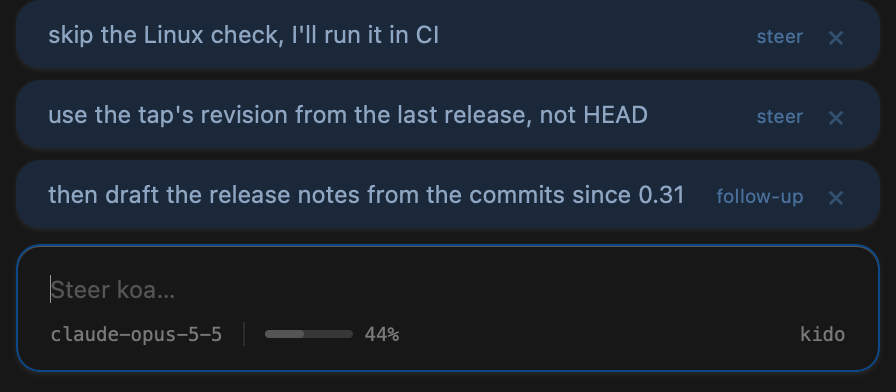 skip the Linux check, I'll run it in CI steer ×
use the tap's revision from the last release, not HEAD steer ×
then draft the release notes from the commits since 0.31 follow-up ×
Steer koa...
claude-opus-5-5 44% kido